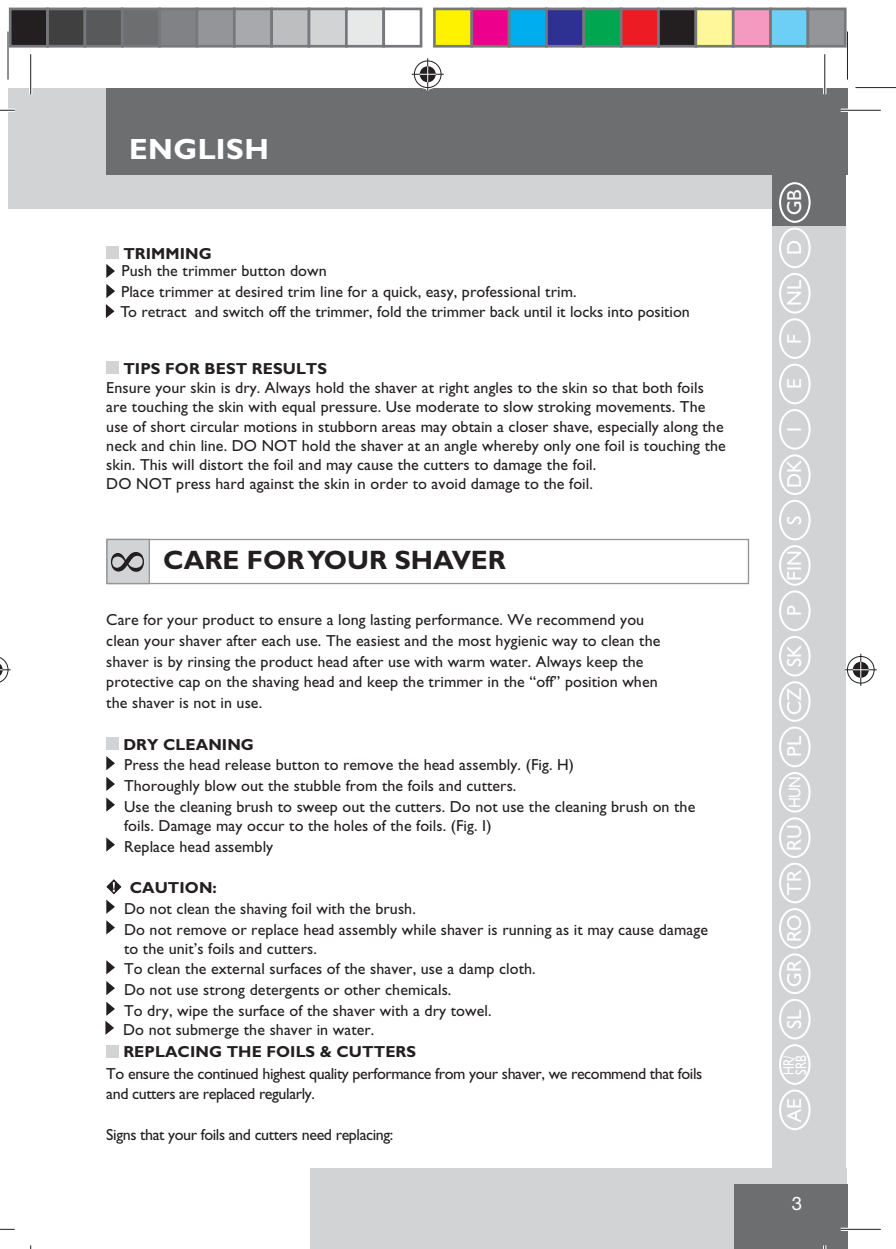 ENGLISH
TRIMMING
Push the trimmer button down
Place trimmer at desired trim line for a quick, easy, professional trim.
To retract  and switch off the trimmer, fold the trimmer back until it locks into position
TIPS FOR BEST RESULTS
Ensure your skin is dry. Always hold the shaver at right angles to the skin so that both foils
are touching the skin with equal pressure. Use moderate to slow stroking movements. The
use of short circular motions in stubborn areas may obtain a closer shave, especially along the
neck and chin line. DO NOT hold the shaver at an angle whereby only one foil is touching the
skin. This will distort the foil and may cause the cutters to damage the foil.
DO NOT press hard against the skin in order to avoid damage to the foil.
CARE FOR YOUR SHAVER
Care for your product to ensure a long lasting performance. We recommend you
clean your shaver after each use. The easiest and the most hygienic way to clean the
shaver is by rinsing the product head after use with warm water. Always keep the
protective cap on the shaving head and keep the trimmer in the “off” position when
the shaver is not in use.
DRY CLEANING
Press the head release button to remove the head assembly. (Fig. H)
Thoroughly blow out the stubble from the foils and cutters.
Use the cleaning brush to sweep out the cutters. Do not use the cleaning brush on the
foils. Damage may occur to the holes of the foils. (Fig. I)
Replace head assembly
CAUTION:
Do not clean the shaving foil with the brush.
Do not remove or replace head assembly while shaver is running as it may cause damage
to the unit’s foils and cutters.
To clean the external surfaces of the shaver, use a damp cloth.
Do not use strong detergents or other chemicals.
To dry, wipe the surface of the shaver with a dry towel.
Do not submerge the shaver in water.
REPLACING THE FOILS & CUTTERS
To ensure the continued highest quality performance from your shaver, we recommend that foils
and cutters are replaced regularly.
Signs that your foils and cutters need replacing:
GB
D
NL
F
E
I
DK
S
FIN
P
SK
CZ
PL
HUN
RU
TR
RO
GR
SL
HR/
SRB
AE
3